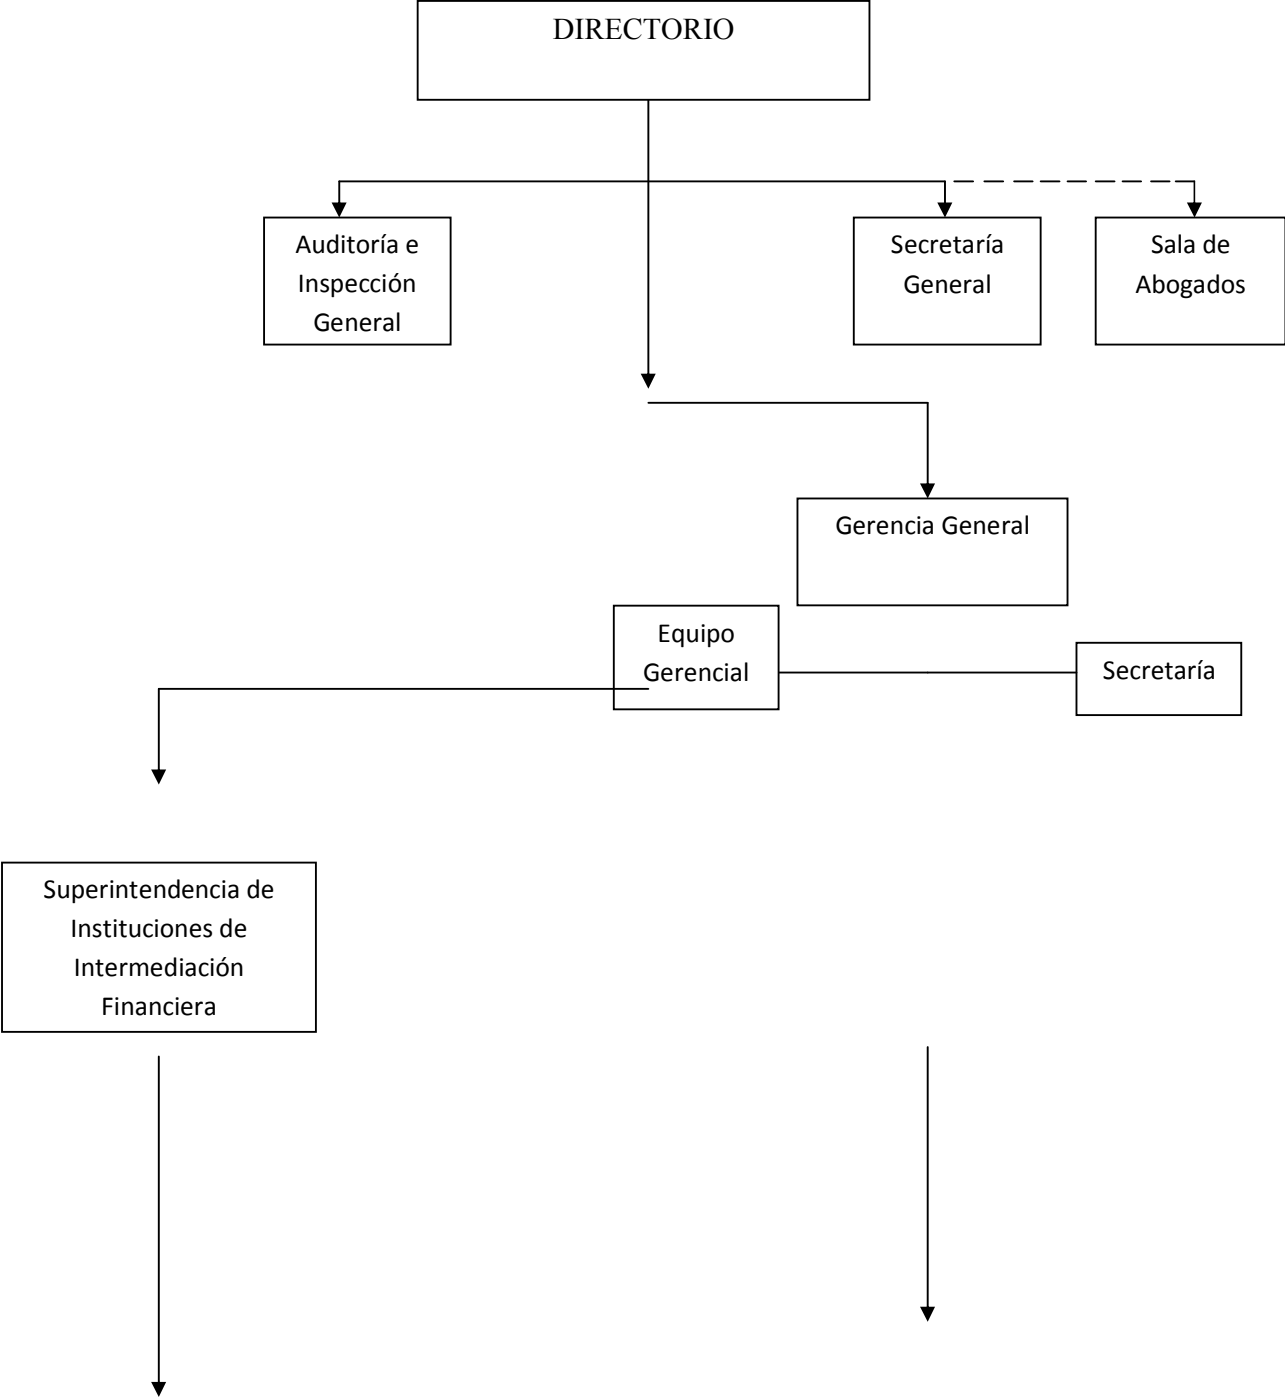 DIRECTORIO
Auditoría e
Inspección
General
Secretaría
General
Sala de
Abogados
Gerencia General
Equipo
Gerencial
Secretaría
Superintendencia de
Instituciones de
Intermediación
Financiera